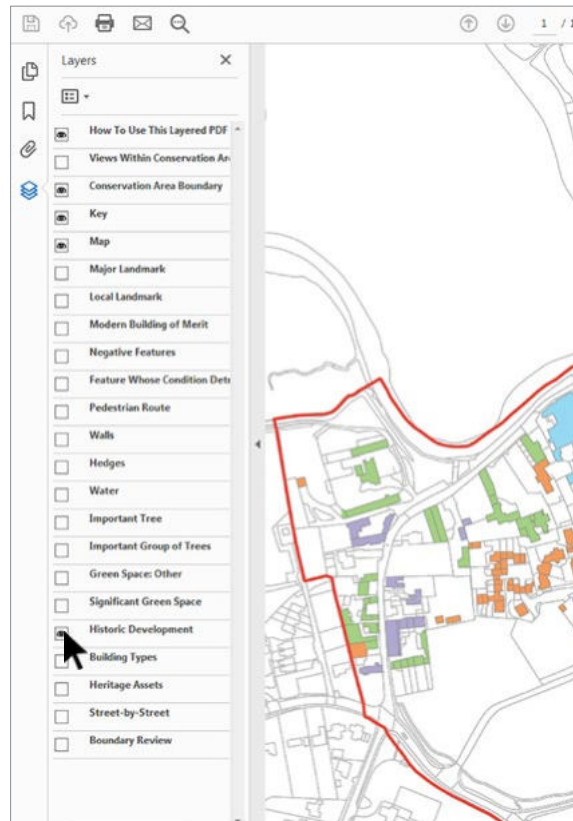 1 / 1
Layers
How To Use This Layered PDF
Views Within Conservation
Conservation Area Boundary
Key
Map
Major Landmark
Local Landmark
Modern Building of Merit
Negative Features
Feature Whose Condition
Pedestrian Route
Walls
Hedges
Water
Important Tree
Important Group of Trees
Green Space: Other
Significant Green Space
Historic Development
Building Types
Heritage Assets
Street-by-Street
Boundary Review